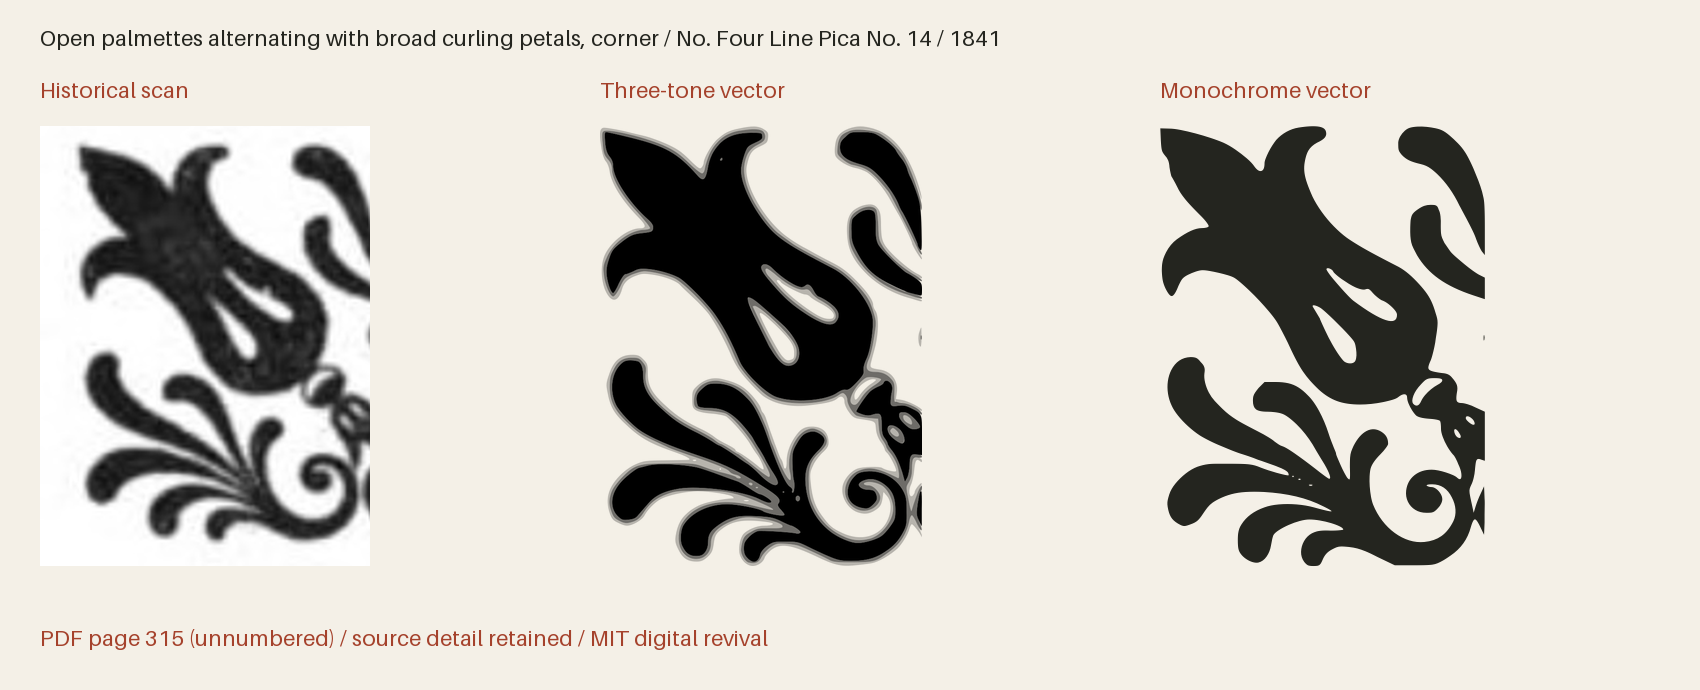 Open palmettes alternating with broad curling petals, corner / No. Four Line Pica No. 14 / 1841
Historical scan
Three-tone vector
Monochrome vector
PDF page 315 (unnumbered) / source detail retained / MIT digital revival